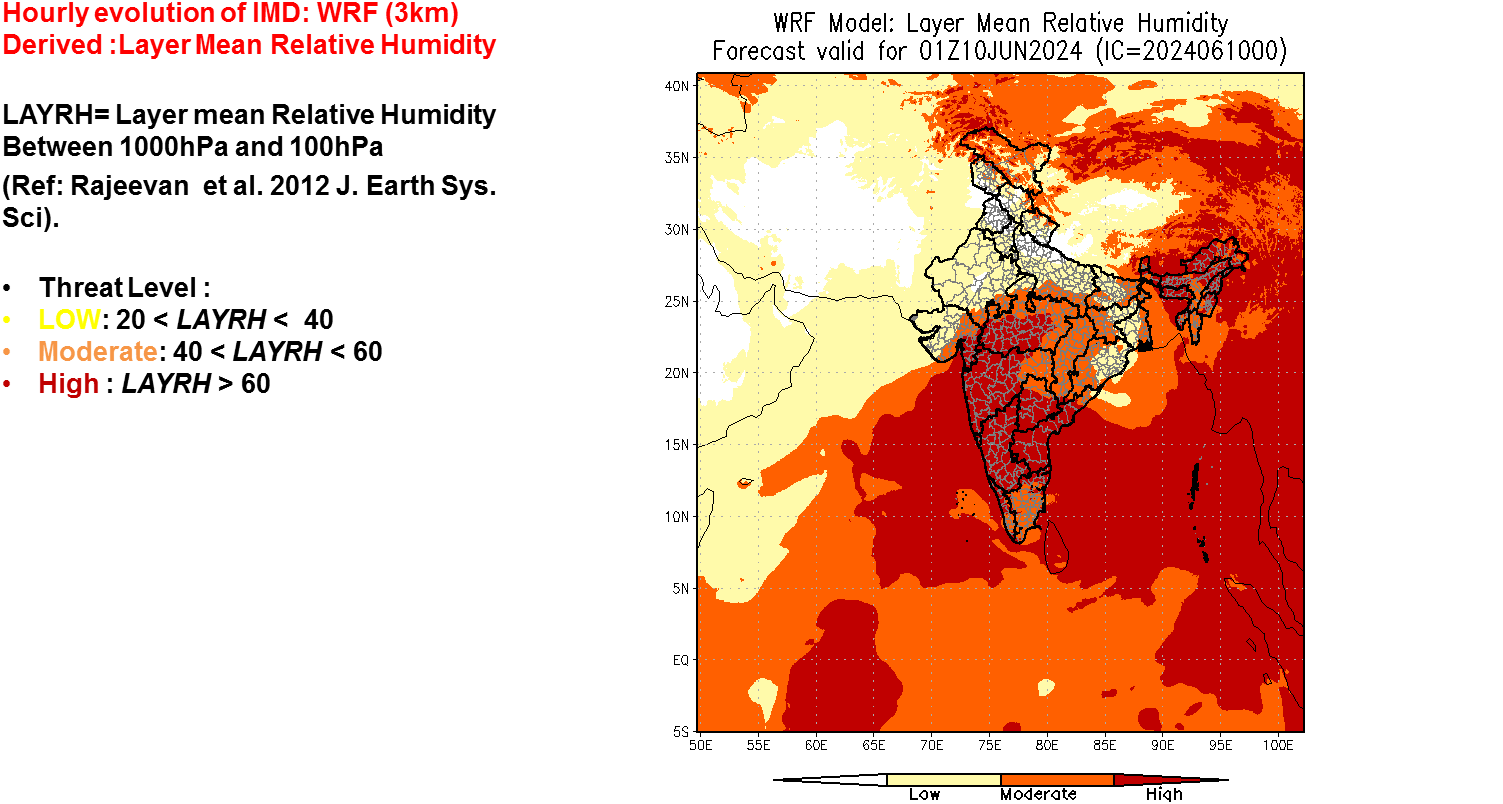 Hourly evolution of IMD: WRF (3km)
Derived :Layer Mean Relative Humidity
LAYRH= Layer mean Relative Humidity
Between 1000hPa and 100hPa
(Ref: Rajeevan et al. 2012 J. Earth Sys.
Sci).
• Threat Level :
• LOW: 20 < LAYRH < 40
• Moderate: 40 < LAYRH < 60
• High : LAYRH > 60
WRF Model: Layer Mean Relative Humidity
Forecast valid for 01Z10JUN2024 (IC=2024061000)
40N
35N
30N
25N
20N
15N
10N
5N
EQ
5S
50E 55E 60E 65E 70E 75E 80E 85E 90E 95E 100E
Low Moderate High